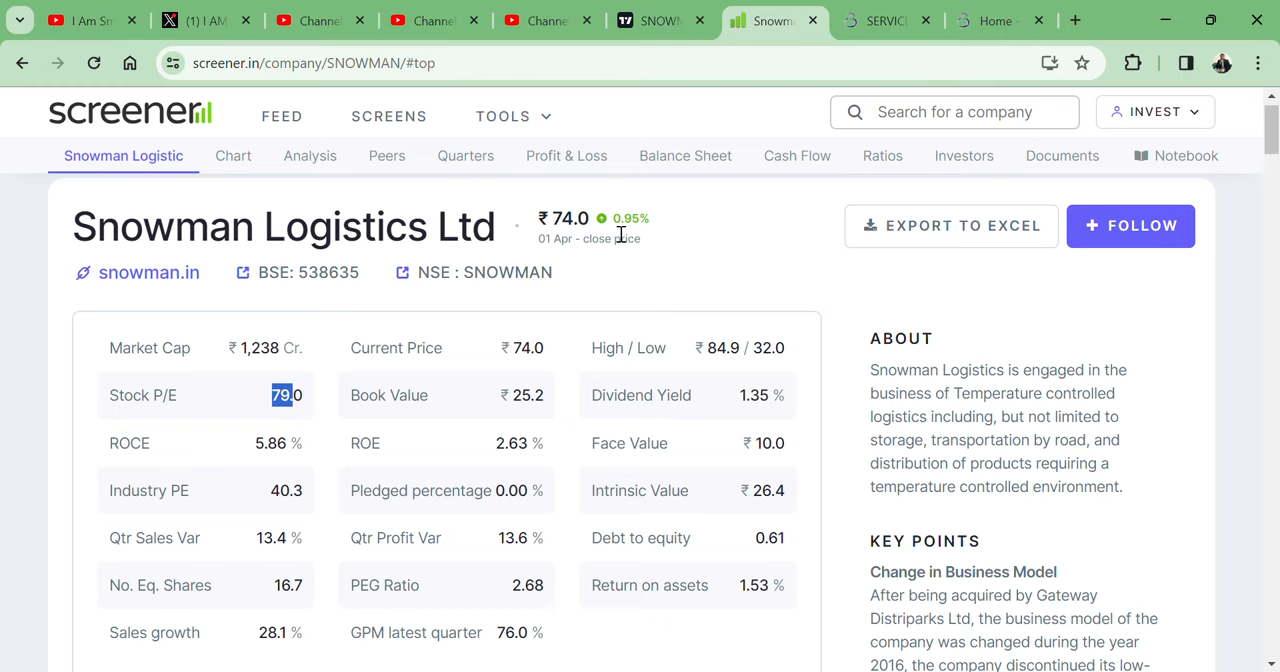 I Am Sm
(1) I AM
Channel
Channel
Channe
SNOWM
Snowma
SERVICI
Home -
screener.in/company/SNOWMAN/#top
screener
FEED
SCREENS
TOOLS
Search for a company
INVEST
Snowman Logistic
Chart
Analysis
Peers
Quarters
Profit & Loss
Balance Sheet
Cash Flow
Ratios
Investors
Documents
Notebook
Snowman Logistics Ltd
₹ 74.0 0.95%
01 Apr - close price
EXPORT TO EXCEL
+ FOLLOW
snowman.in
BSE: 538635
NSE : SNOWMAN
Market Cap ₹ 1,238 Cr.
Current Price ₹ 74.0
High / Low ₹ 84.9 / 32.0
Stock P/E 79.0
Book Value ₹ 25.2
Dividend Yield 1.35 %
ROCE 5.86 %
ROE 2.63 %
Face Value ₹ 10.0
Industry PE 40.3
Pledged percentage 0.00 %
Intrinsic Value ₹ 26.4
Qtr Sales Var 13.4 %
Qtr Profit Var 13.6 %
Debt to equity 0.61
No. Eq. Shares 16.7
PEG Ratio 2.68
Return on assets 1.53 %
Sales growth 28.1 %
GPM latest quarter 76.0 %
ABOUT
Snowman Logistics is engaged in the
business of Temperature controlled
logistics including, but not limited to
storage, transportation by road, and
distribution of products requiring a
temperature controlled environment.
KEY POINTS
Change in Business Model
After being acquired by Gateway
Distriparks Ltd, the business model of the
company was changed during the year
2016, the company discontinued its low-